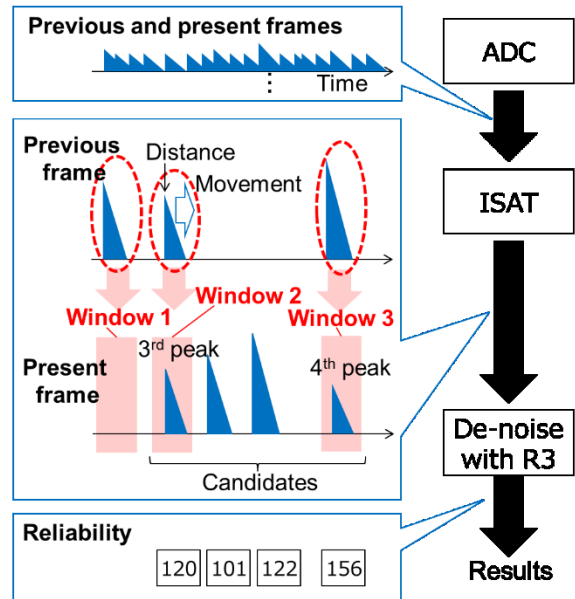 Previous and present frames
Time
⋮
ADC
Previous
frame
Distance
Movement
ISAT
Window 1
Window 2
Window 3
3rd peak
4th peak
Present
frame
Candidates
De-noise
with R3
Reliability
120 101 122 156
Results